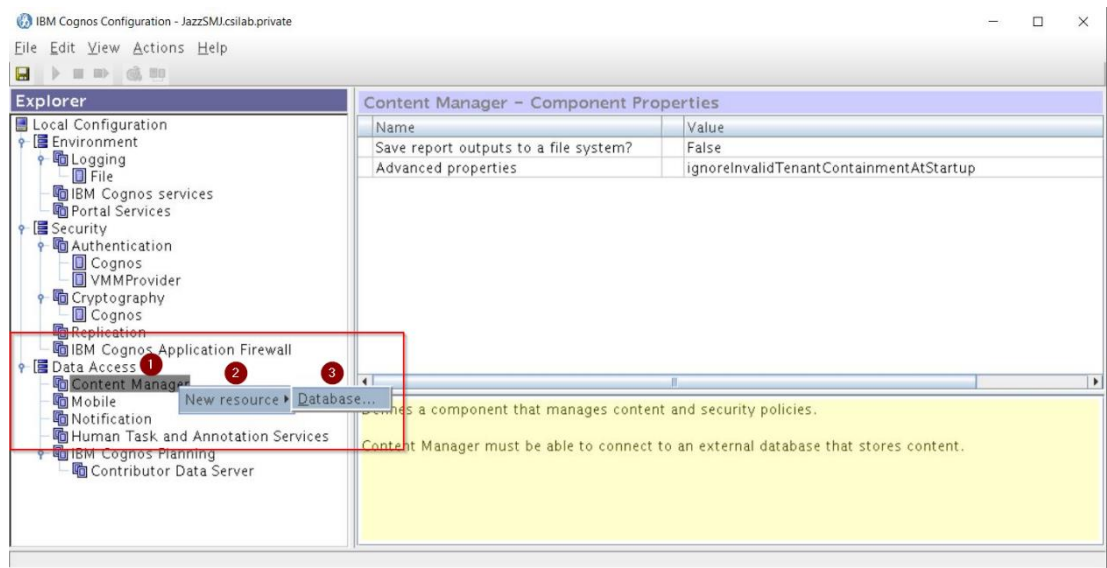 IBM Cognos Configuration - JazzSMJ.csilab.private
File Edit View Actions Help
Explorer
Local Configuration
Environment
Logging
File
IBM Cognos services
Portal Services
Security
Authentication
Cognos
VMMProvider
Cryptography
Cognos
Replication
IBM Cognos Application Firewall
Data Access 1
Content Manager
2
3
New resource
Database...
Mobile
Notification
Human Task and Annotation Services
IBM Cognos Planning
Contributor Data Server
Content Manager - Component Properties
Name Value
Save report outputs to a file system? False
Advanced properties ignoreInvalidTenantContainmentAtStartup
Defines a component that manages content and security policies.
Content Manager must be able to connect to an external database that stores content.